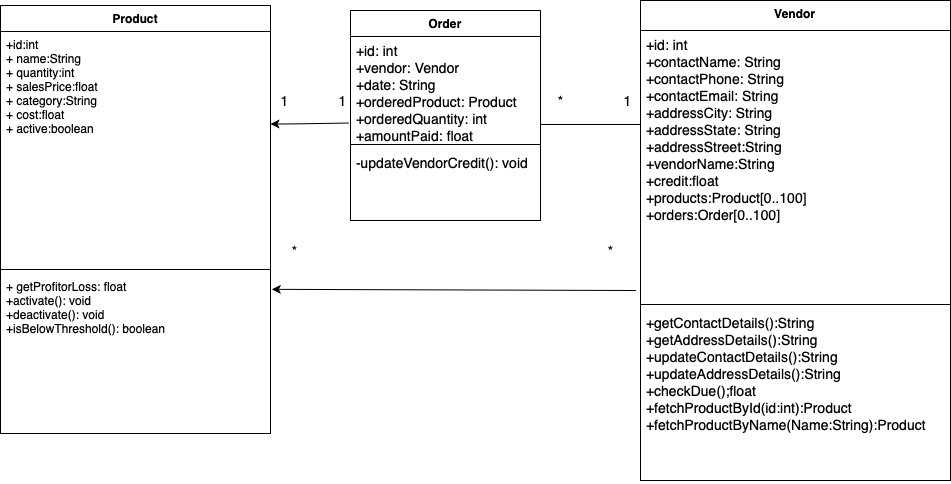 Product
+id:int
+ name:String
+ quantity:int
+ salesPrice:float
+ category:String
+ cost:float
+ active:boolean
+ getProfitorLoss: float
+activate(): void
+deactivate(): void
+isBelowThreshold(): boolean
1
1
*
*
Order
+id: int
+vendor: Vendor
+date: String
+orderedProduct: Product
+orderedQuantity: int
+amountPaid: float
-updateVendorCredit(): void
*
1
Vendor
+id: int
+contactName: String
+contactPhone: String
+contactEmail: String
+addressCity: String
+addressState: String
+addressStreet:String
+vendorName:String
+credit:float
+products:Product[0..100]
+orders:Order[0..100]
+getContactDetails():String
+getAddressDetails():String
+updateContactDetails():String
+updateAddressDetails():String
+checkDue();float
+fetchProductById(id:int):Product
+fetchProductByName(Name:String):Product